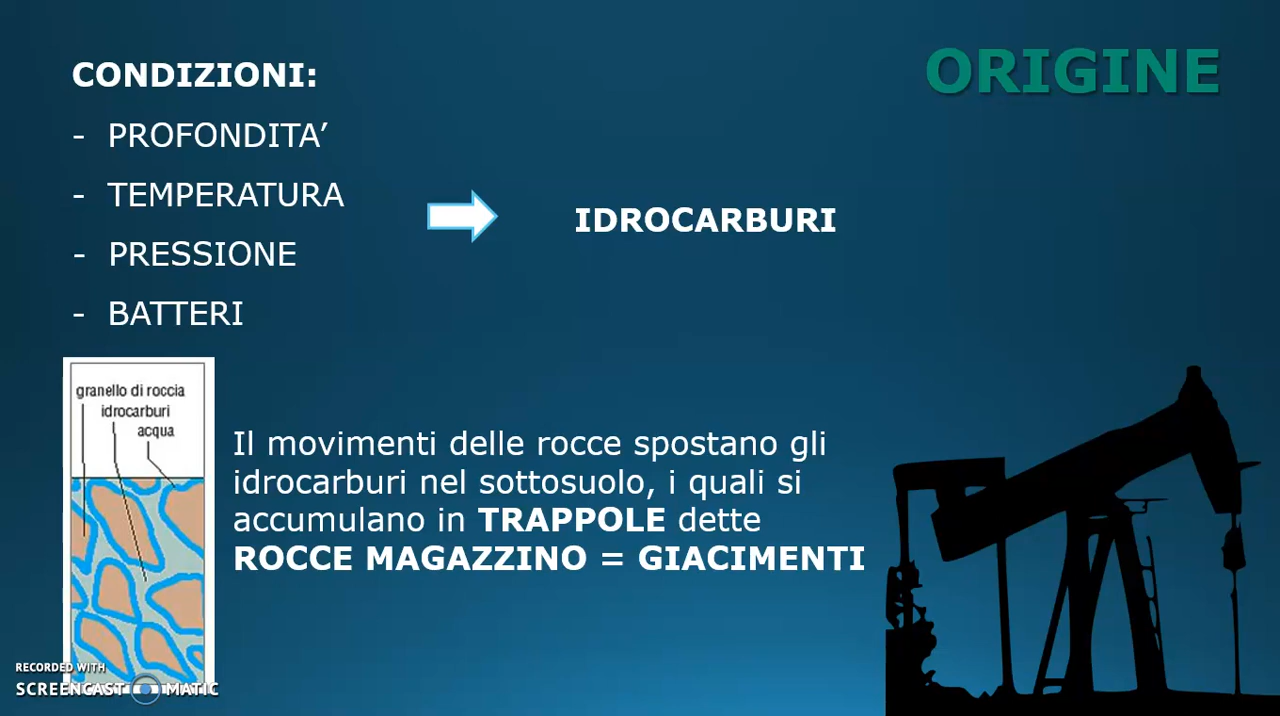 ORIGINE
CONDIZIONI:
- PROFONDITA’
- TEMPERATURA
- PRESSIONE
- BATTERI
IDROCARBURI
granello di roccia
idrocarburi
acqua
Il movimenti delle rocce spostano gli
idrocarburi nel sottosuolo, i quali si
accumulano in TRAPPOLE dette
ROCCE MAGAZZINO = GIACIMENTI
RECORDED WITH
SCREENCAST MATIC